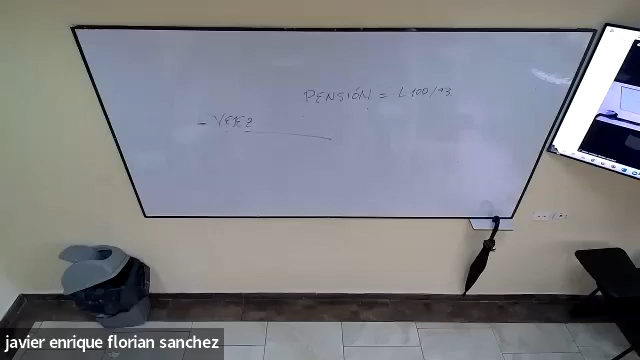 PENSIÓN = L 100/93.
- VEJEZ
javier enrique florian sanchez